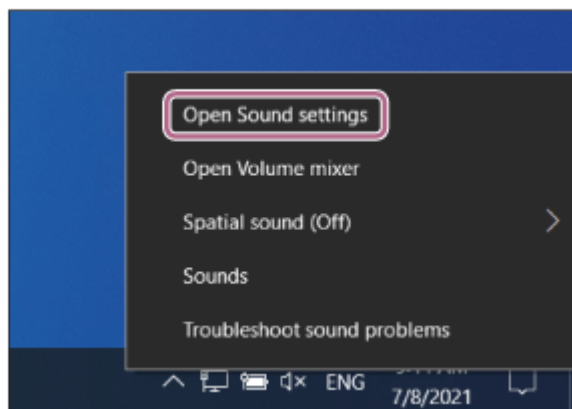 Open Sound settings
Open Volume mixer
Spatial sound (Off)
Sounds
Troubleshoot sound problems
ENG
7/8/2021